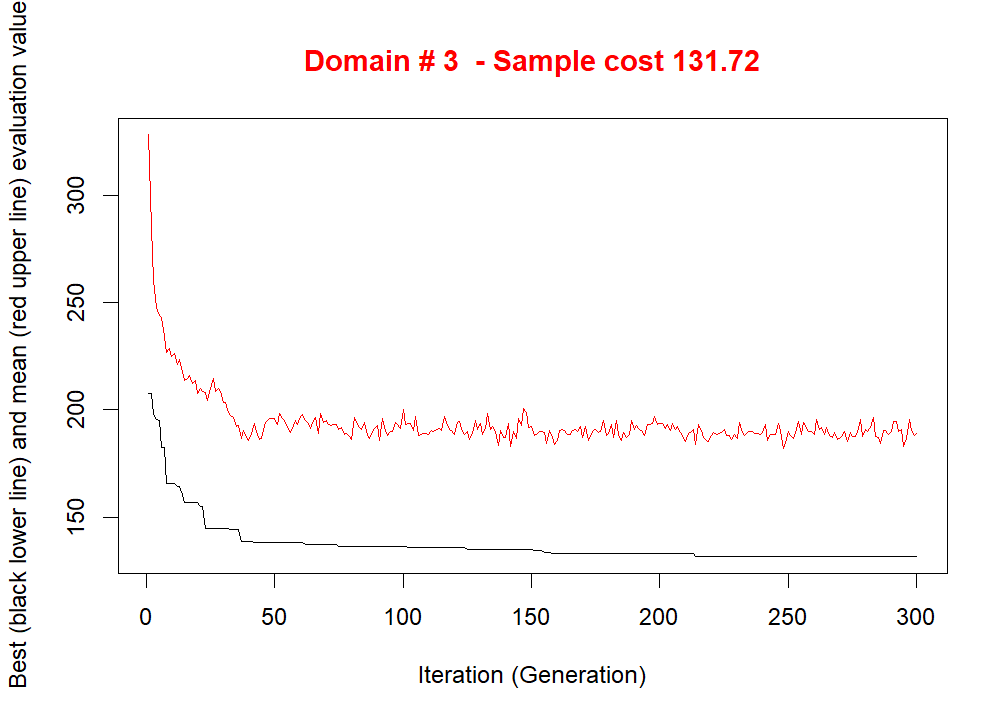 Domain # 3  - Sample cost 131.72
Best (black lower line) and mean (red upper line) evaluation value
300
250
200
150
0 50 100 150 200 250 300
Iteration (Generation)